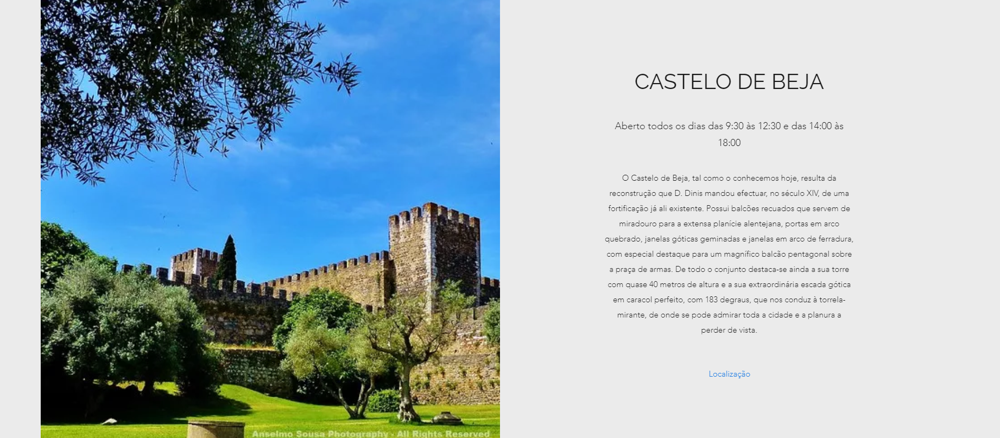 CASTELO DE BEJA
Aberto todos os dias das 9:30 às 12:30 e das 14:00 às
18:00
O Castelo de Beja, tal como o conhecemos hoje, resulta da
reconstrução que D. Dinis mandou efectuar, no século XIV, de uma
fortificação já ali existente. Possui balcões recuados que servem de
miradouro para a extensa planície alentejana, portas em arco
quebrado, janelas góticas geminadas e janelas em arco de ferradura,
com especial destaque para um magnífico balcão pentagonal sobre
a praça de armas. De todo o conjunto destaca-se ainda a sua torre
com quase 40 metros de altura e a sua extraordinária escada gótica
em caracol perfeito, com 183 degraus, que nos conduz à torrela-
mirante, de onde se pode admirar toda a cidade e a planura a
perder de vista.
Localização
Anselmo Sousa Photography - All Rights Reserved